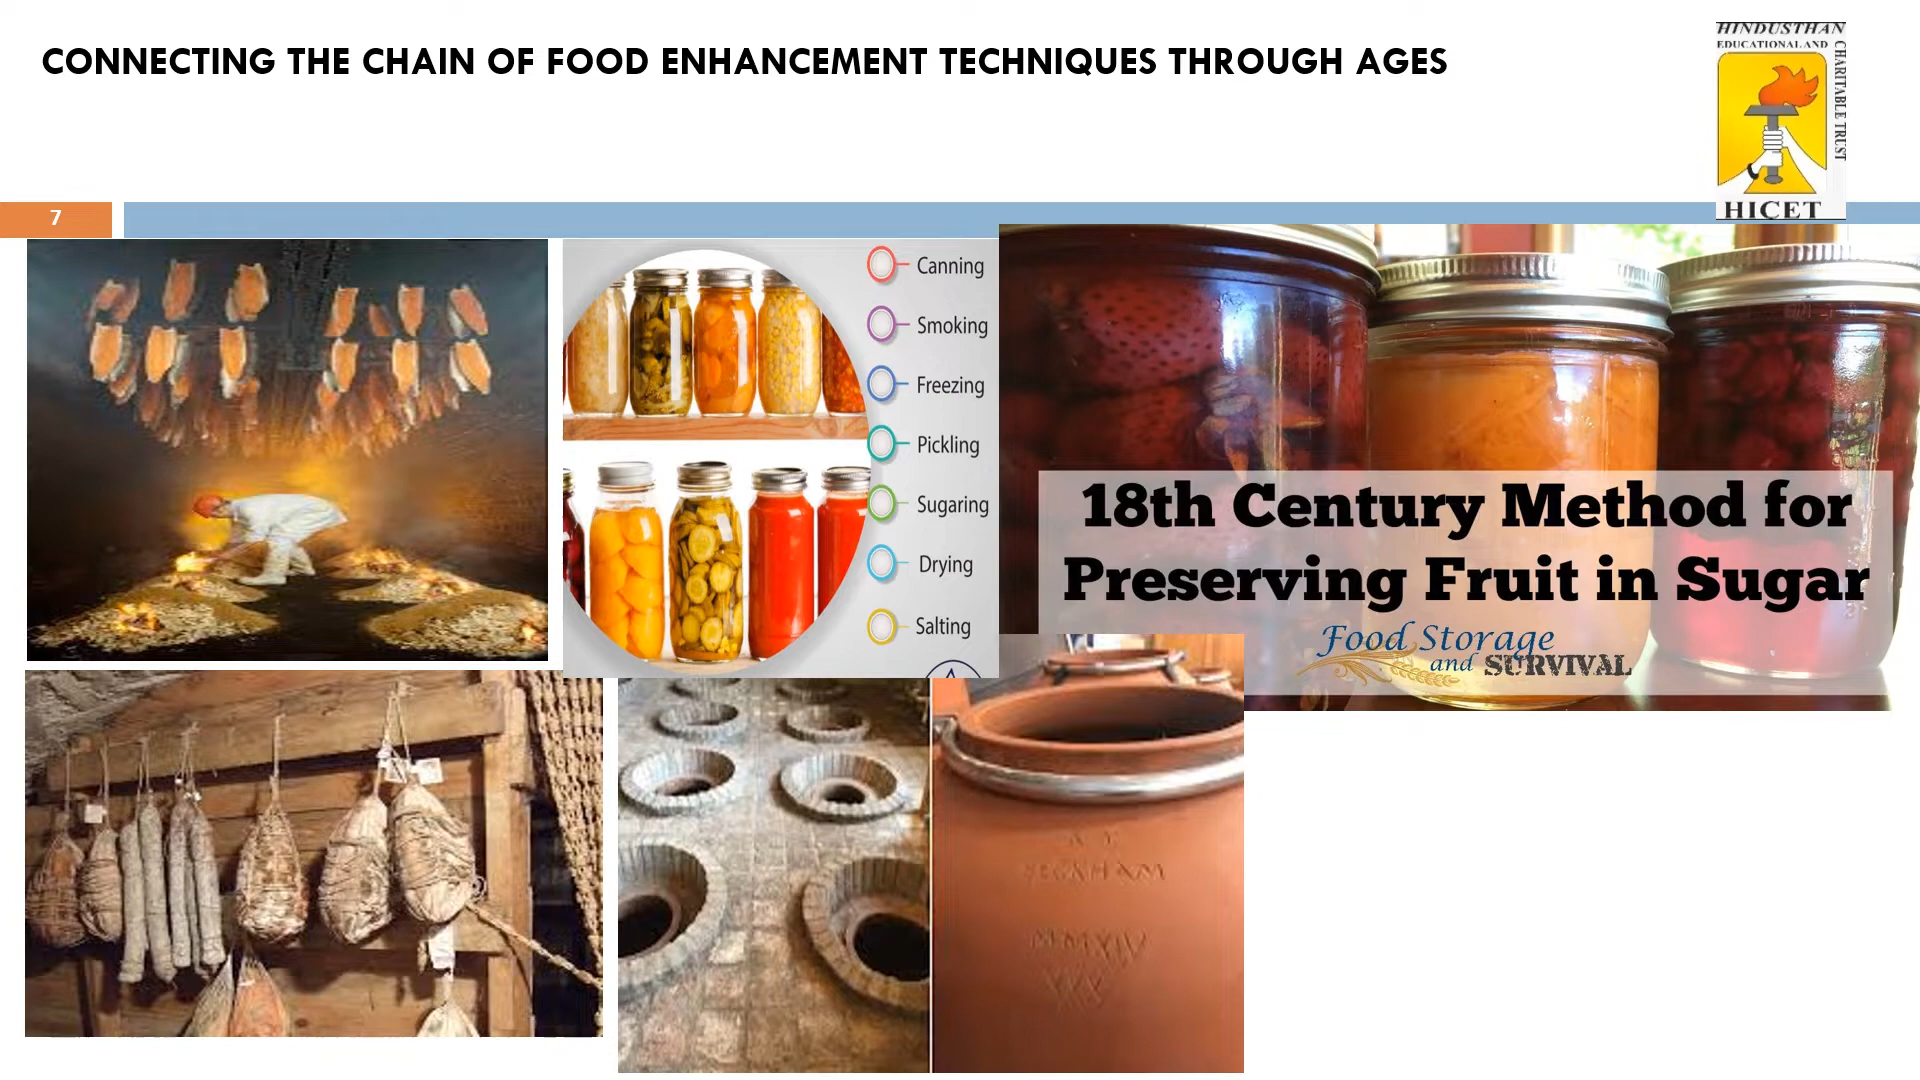 CONNECTING THE CHAIN OF FOOD ENHANCEMENT TECHNIQUES THROUGH AGES
HINDUSTHAN
EDUCATIONAL AND
CHARITABLE TRUST
HICET
7
Canning
Smoking
Freezing
Pickling
Sugaring
Drying
Salting
18th Century Method for
Preserving Fruit in Sugar
Food Storage
and SURVIVAL